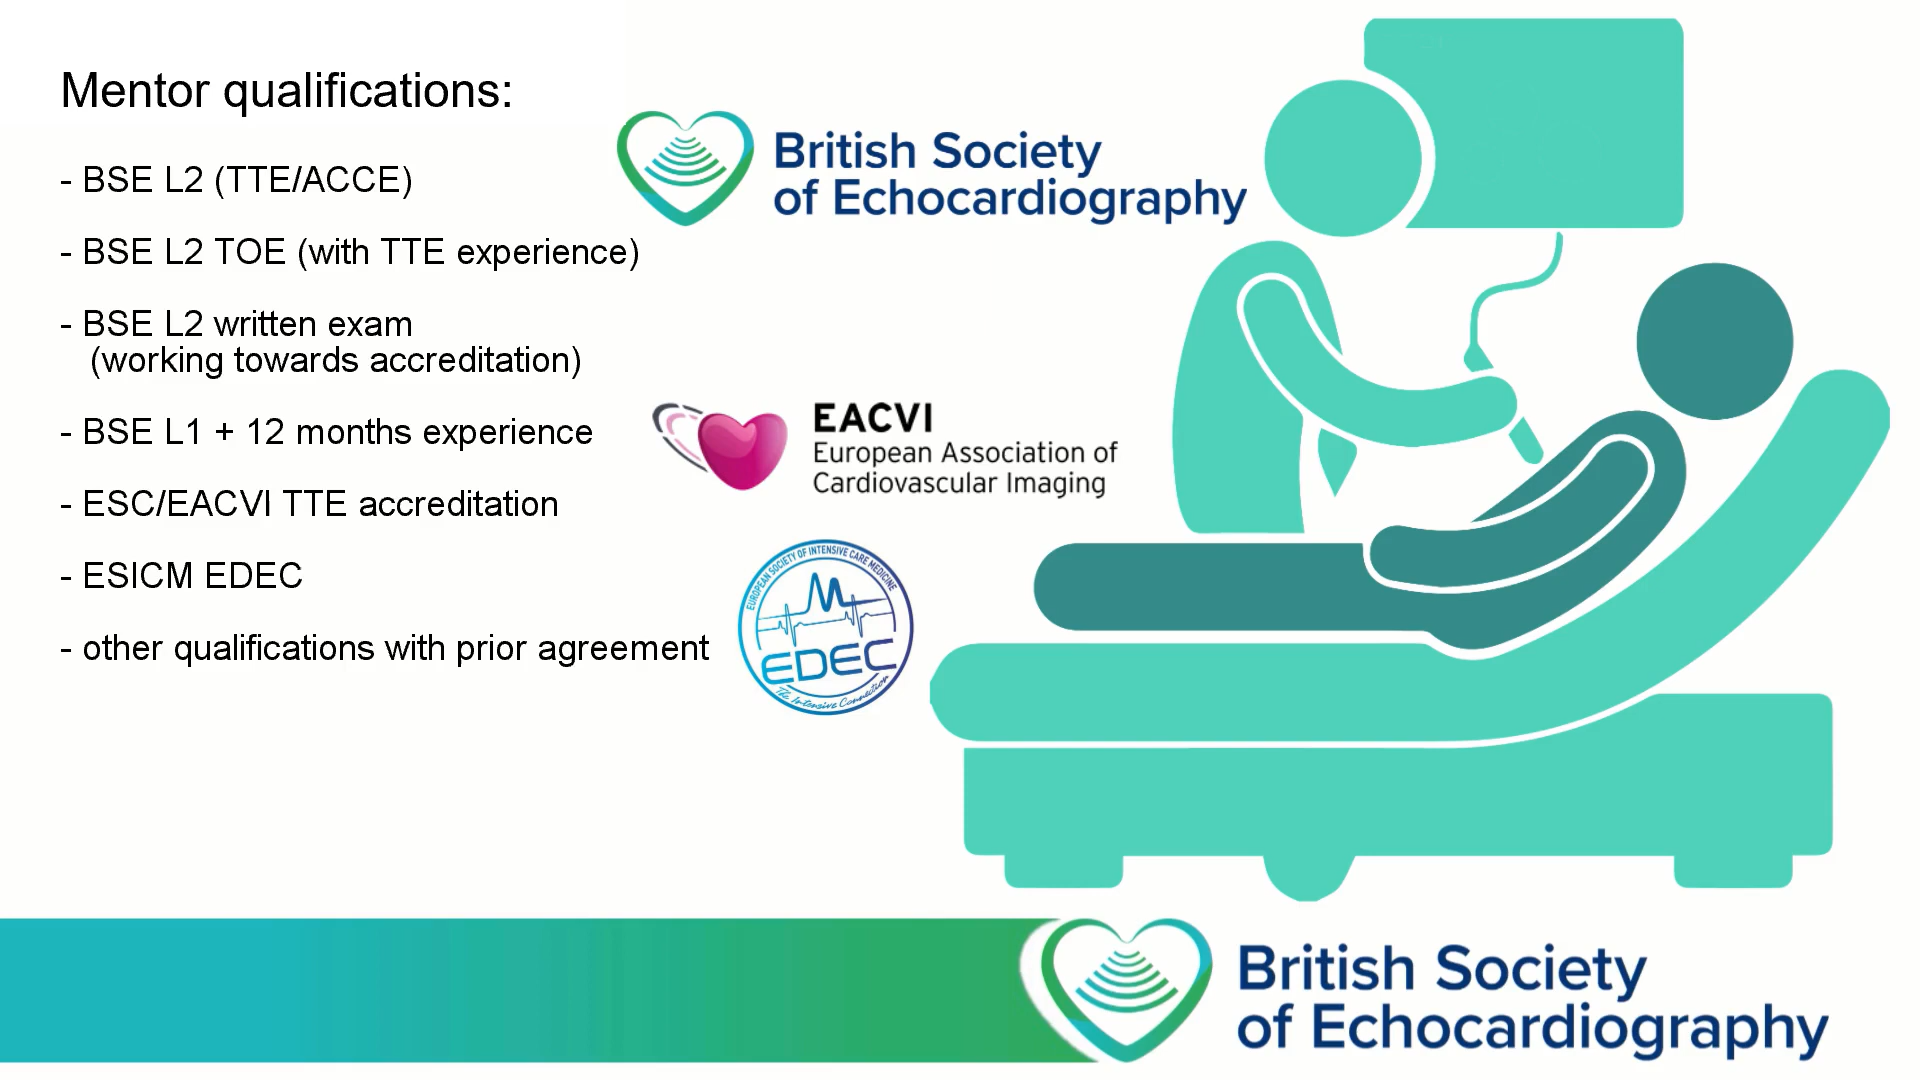 Mentor qualifications:
- BSE L2 (TTE/ACCE)
- BSE L2 TOE (with TTE experience)
- BSE L2 written exam
(working towards accreditation)
- BSE L1 + 12 months experience
- ESC/EACVI TTE accreditation
- ESICM EDEC
- other qualifications with prior agreement
British Society
of Echocardiography
EACVI
European Association of
Cardiovascular Imaging
EUROPEAN SOCIETY OF INTENSIVE CARE MEDICINE
EDEC
The Intensive Connection
British Society
of Echocardiography